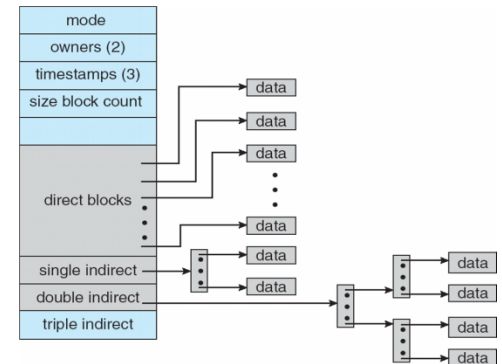 mode
owners (2)
timestamps (3)
size block count
data
data
data
direct blocks
data
data
single indirect
data
double indirect
triple indirect
data
data
data
data